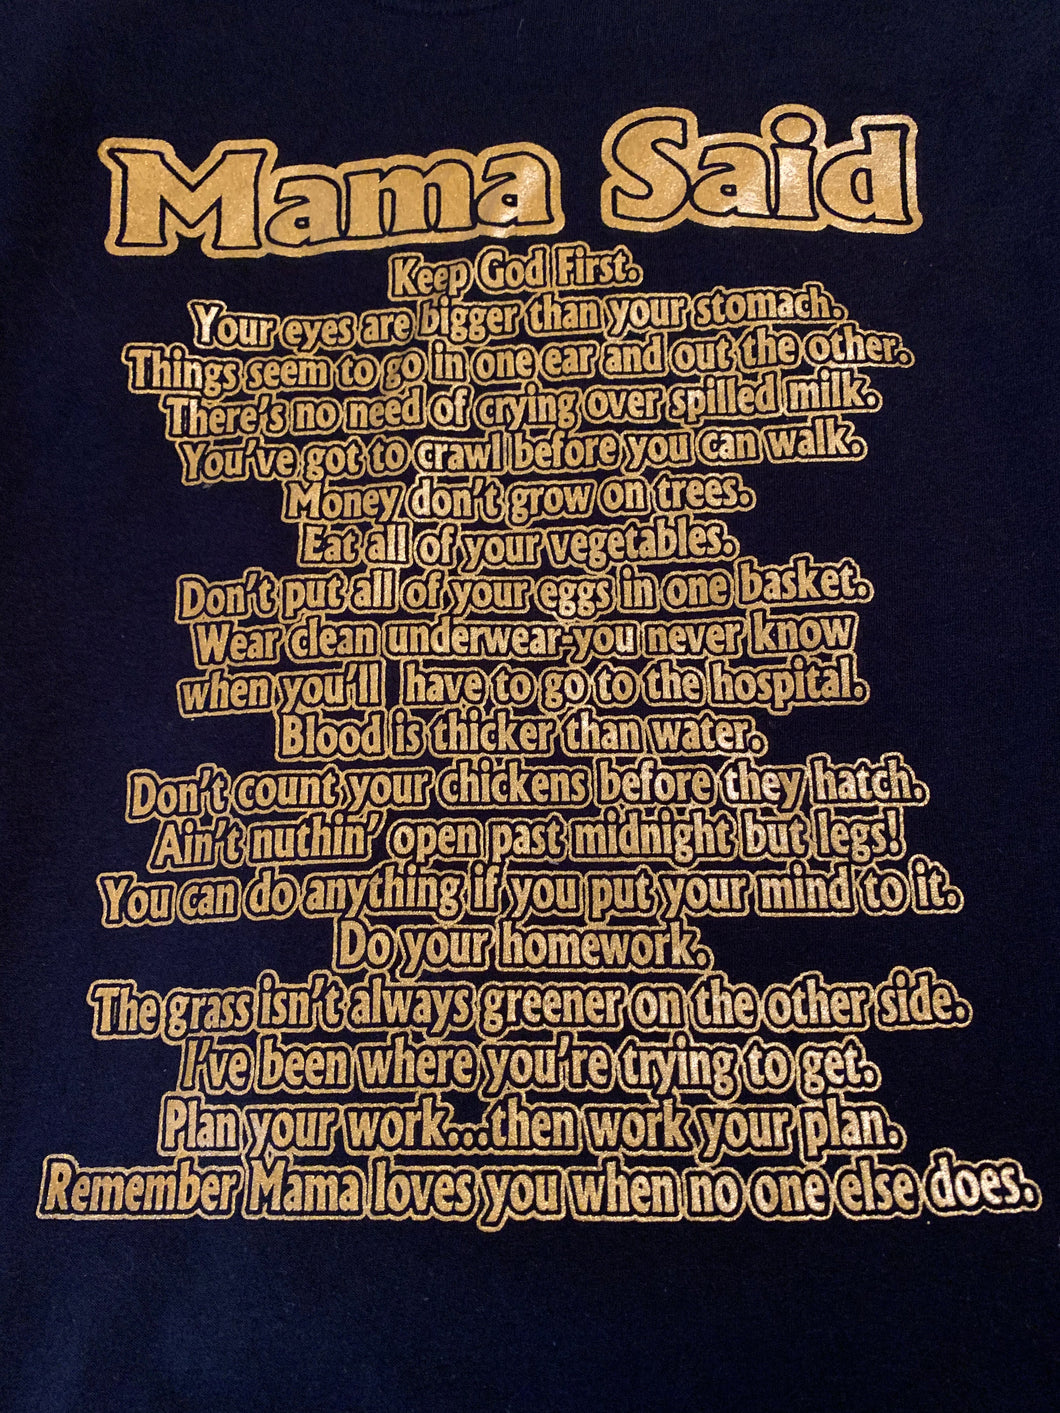 Mama Said
Keep God First.
Your eyes are bigger than your stomach.
Things seem to go in one ear and out the other.
There's no need of crying over spilled milk.
You've got to crawl before you can walk.
Money don't grow on trees.
Eat all of your vegetables.
Don't put all of your eggs in one basket.
Wear clean underwear-you never know
when you'll have to go to the hospital.
Blood is thicker than water.
Don't count your chickens before they hatch.
Ain't nuthin' open past midnight but legs!
You can do anything if you put your mind to it.
Do your homework.
The grass isn't always greener on the other side.
I've been where you're trying to get.
Plan your work...then work your plan.
Remember Mama loves you when no one else does.